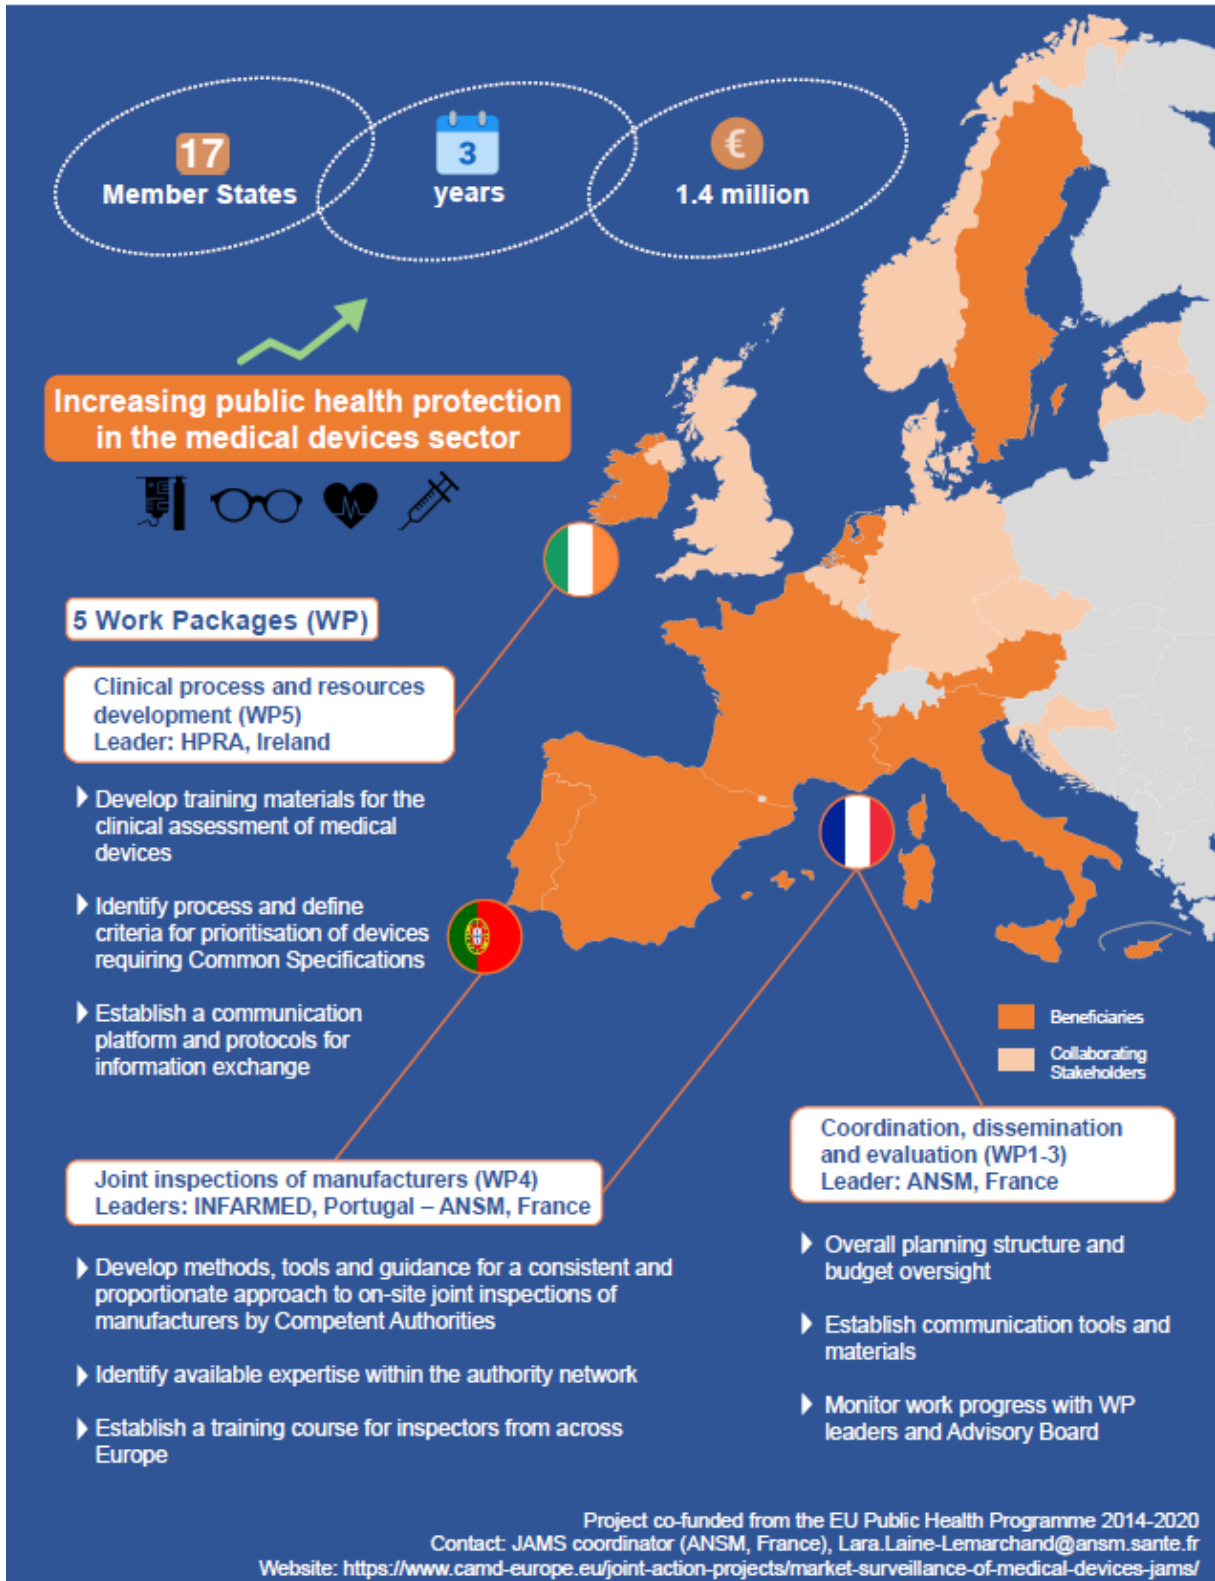 17
Member States
3
years
€
1.4 million
Increasing public health protection
in the medical devices sector
5 Work Packages (WP)
Clinical process and resources
development (WP5)
Leader: HPRA, Ireland
Develop training materials for the
clinical assessment of medical
devices
Identify process and define
criteria for prioritisation of devices
requiring Common Specifications
Establish a communication
platform and protocols for
information exchange
Beneficiaries
Collaborating
Stakeholders
Joint inspections of manufacturers (WP4)
Leaders: INFARMED, Portugal – ANSM, France
Develop methods, tools and guidance for a consistent and
proportionate approach to on-site joint inspections of
manufacturers by Competent Authorities
Identify available expertise within the authority network
Establish a training course for inspectors from across
Europe
Coordination, dissemination
and evaluation (WP1-3)
Leader: ANSM, France
Overall planning structure and
budget oversight
Establish communication tools and
materials
Monitor work progress with WP
leaders and Advisory Board
Project co-funded from the EU Public Health Programme 2014-2020
Contact: JAMS coordinator (ANSM, France), Lara.Laine-Lemarchand@ansm.sante.fr
Website: https://www.camd-europe.eu/joint-action-projects/market-surveillance-of-medical-devices-jams/